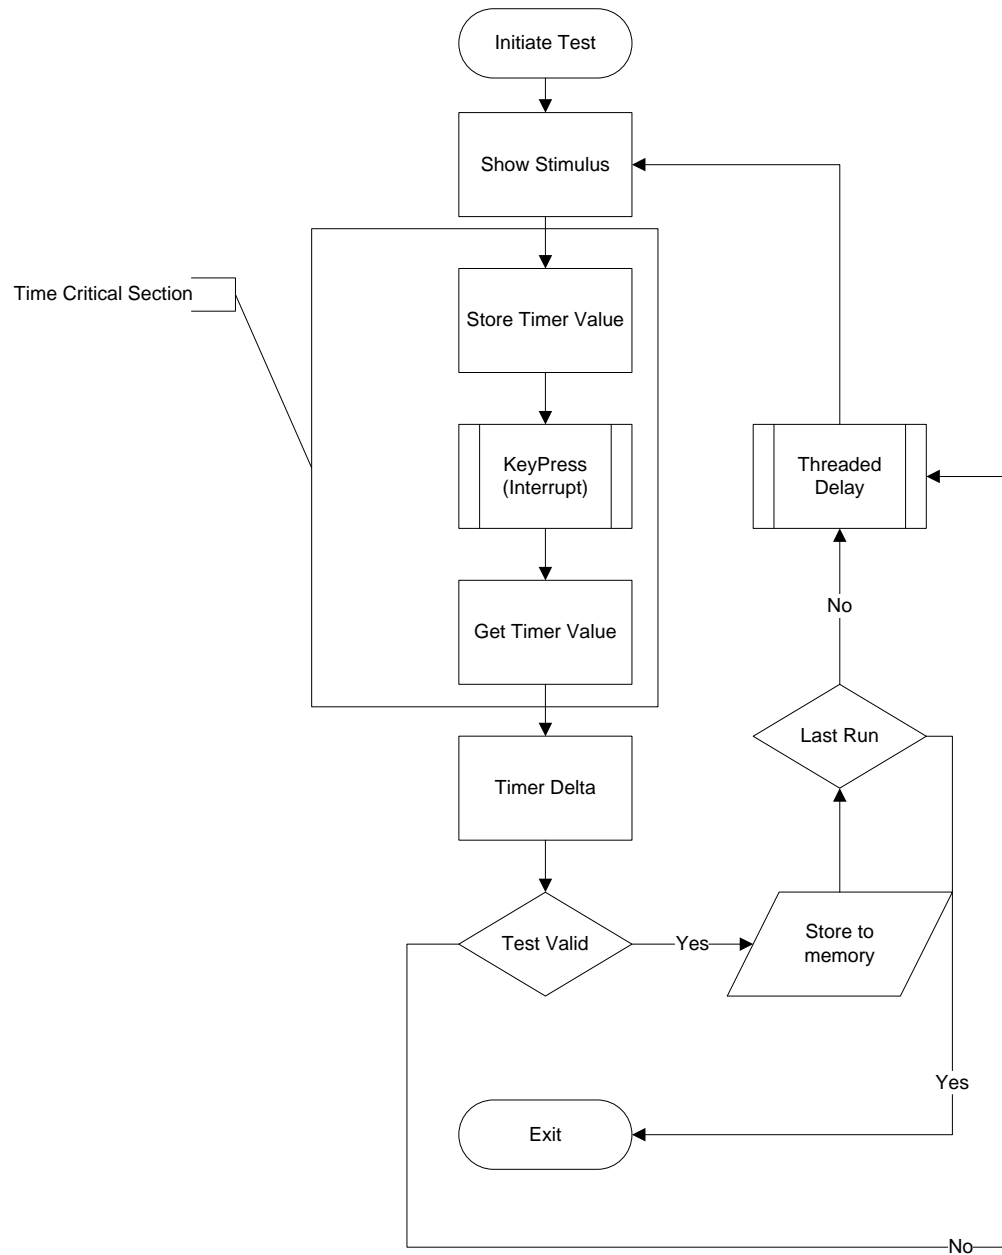 Initiate Test
Show Stimulus
Time Critical Section
Store Timer Value
KeyPress
(Interrupt)
Threaded
Delay
No
Get Timer Value
Last Run
Timer Delta
Test Valid
Yes
Store to
memory
Yes
Exit
No